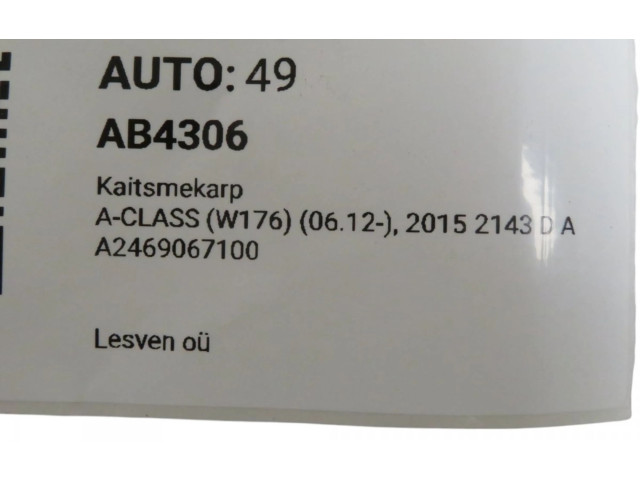 AUTO: 49
AB4306
Kaitsmekarp
A-CLASS (W176) (06.12-), 2015 2143 D A
A2469067100
Lesven oü